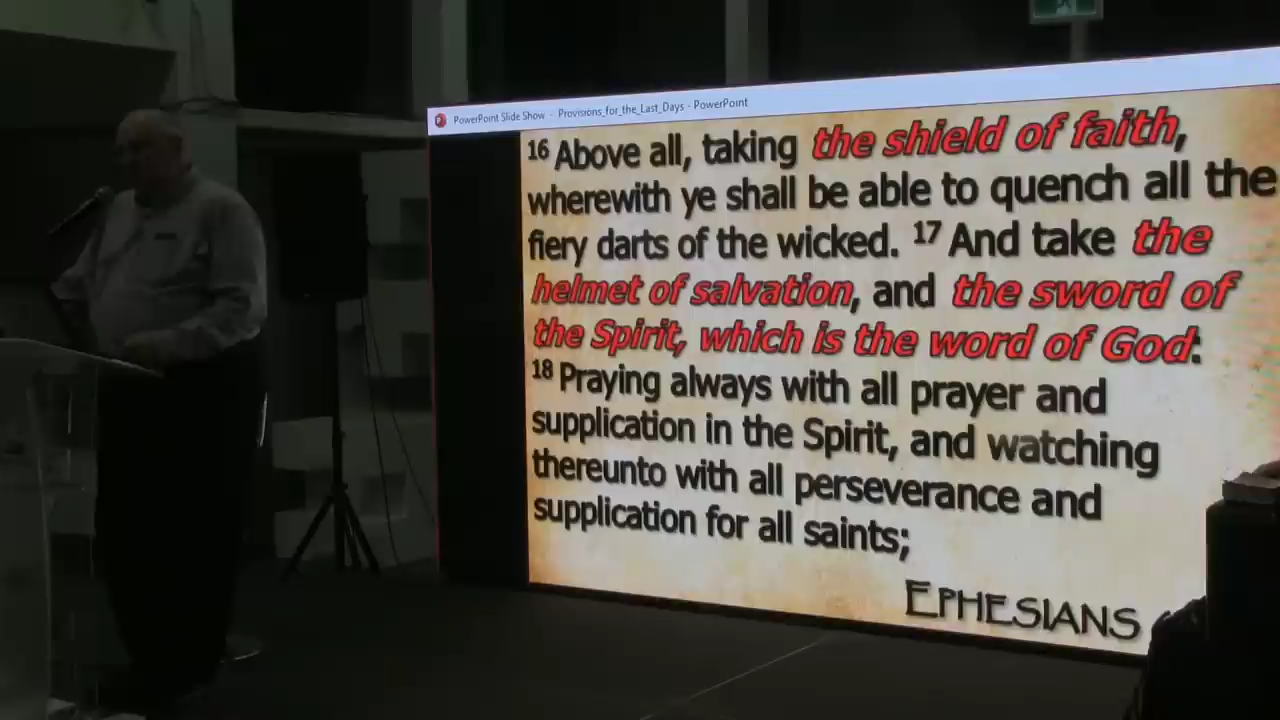 PowerPoint Slide Show - Provisions_for_the_Last_Days - PowerPoint
16 Above all, taking the shield of faith,
wherewith ye shall be able to quench all the
fiery darts of the wicked. 17 And take the
helmet of salvation, and the sword of
the Spirit, which is the word of God:
18 Praying always with all prayer and
supplication in the Spirit, and watching
thereunto with all perseverance and
supplication for all saints;
EPHESIANS